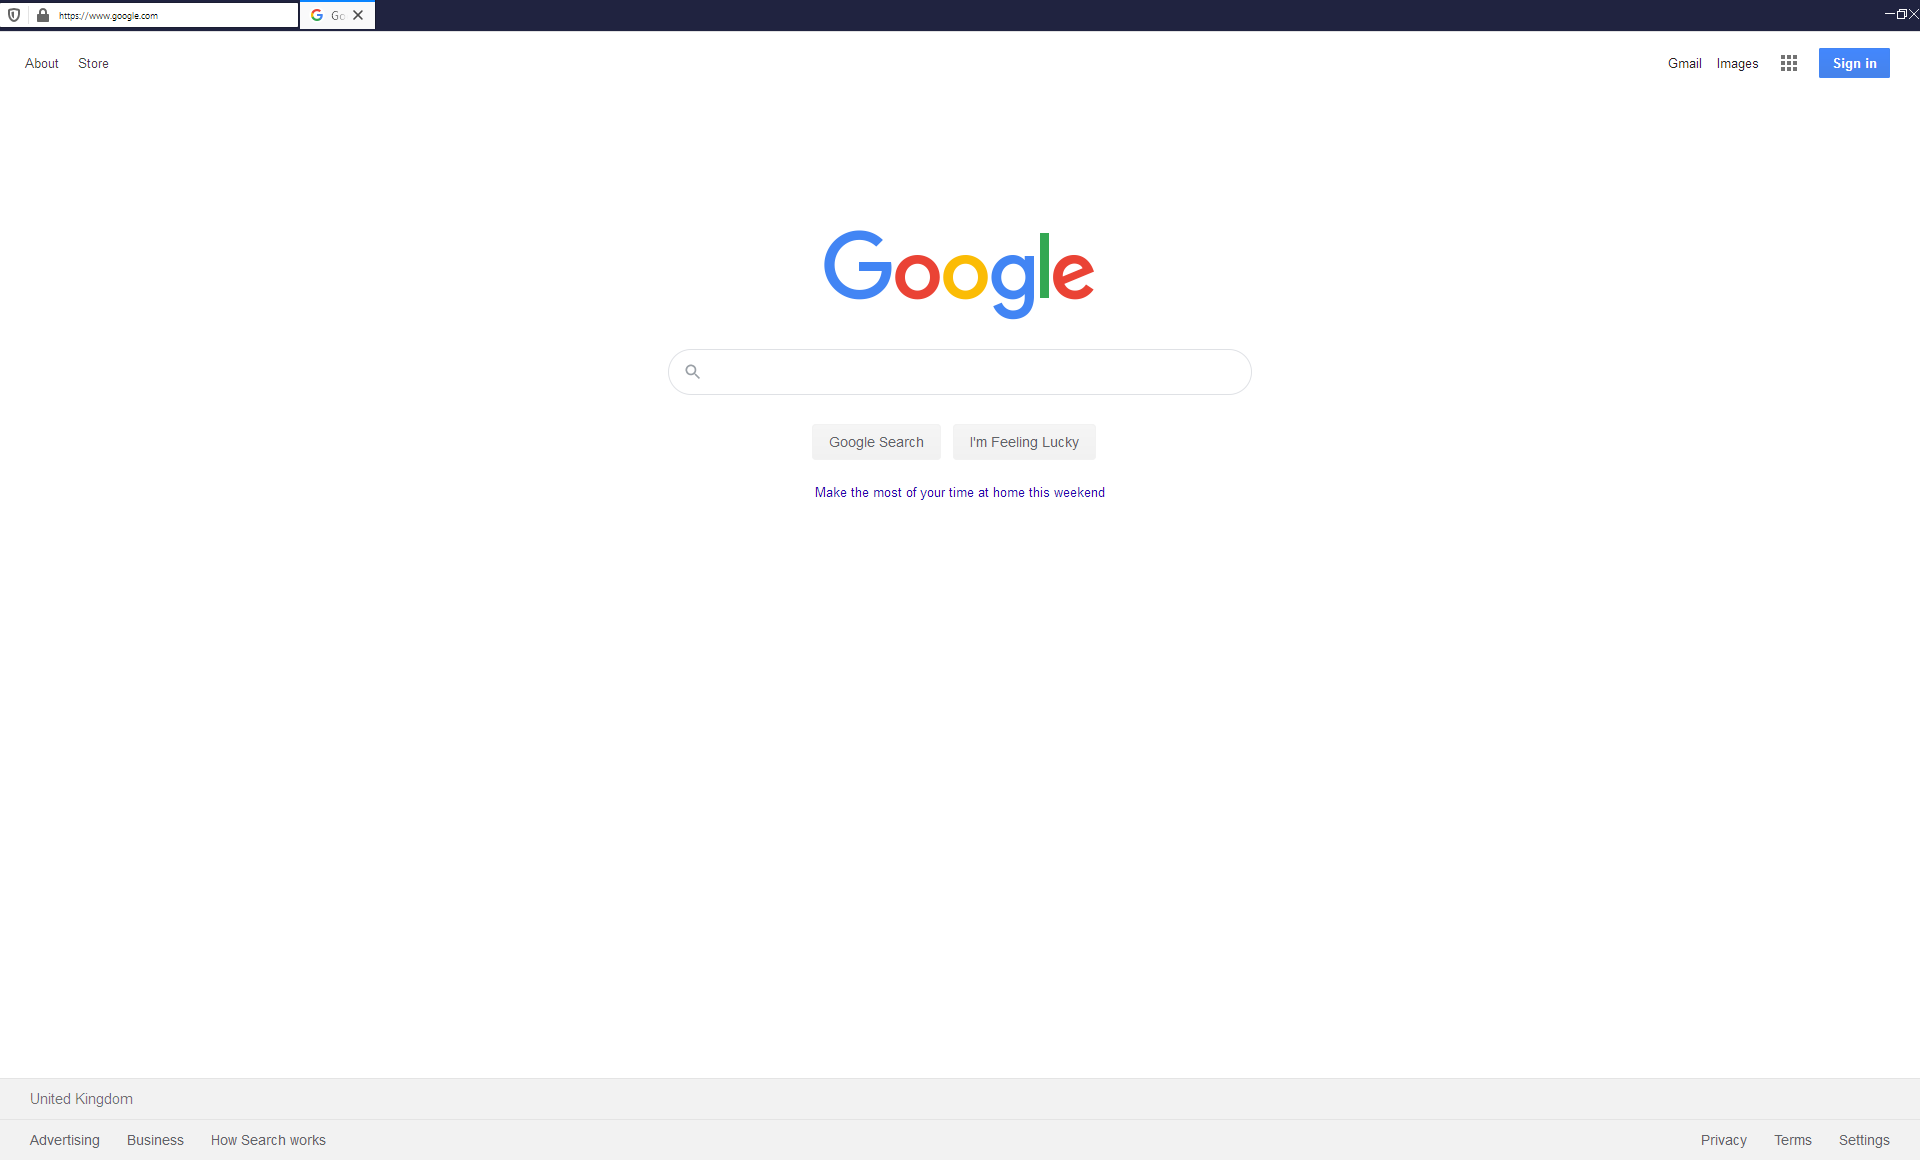 https://www.google.com Go
About Store Gmail Images Sign in
Google
Google Search I'm Feeling Lucky
Make the most of your time at home this weekend
United Kingdom
Advertising Business How Search works Privacy Terms Settings